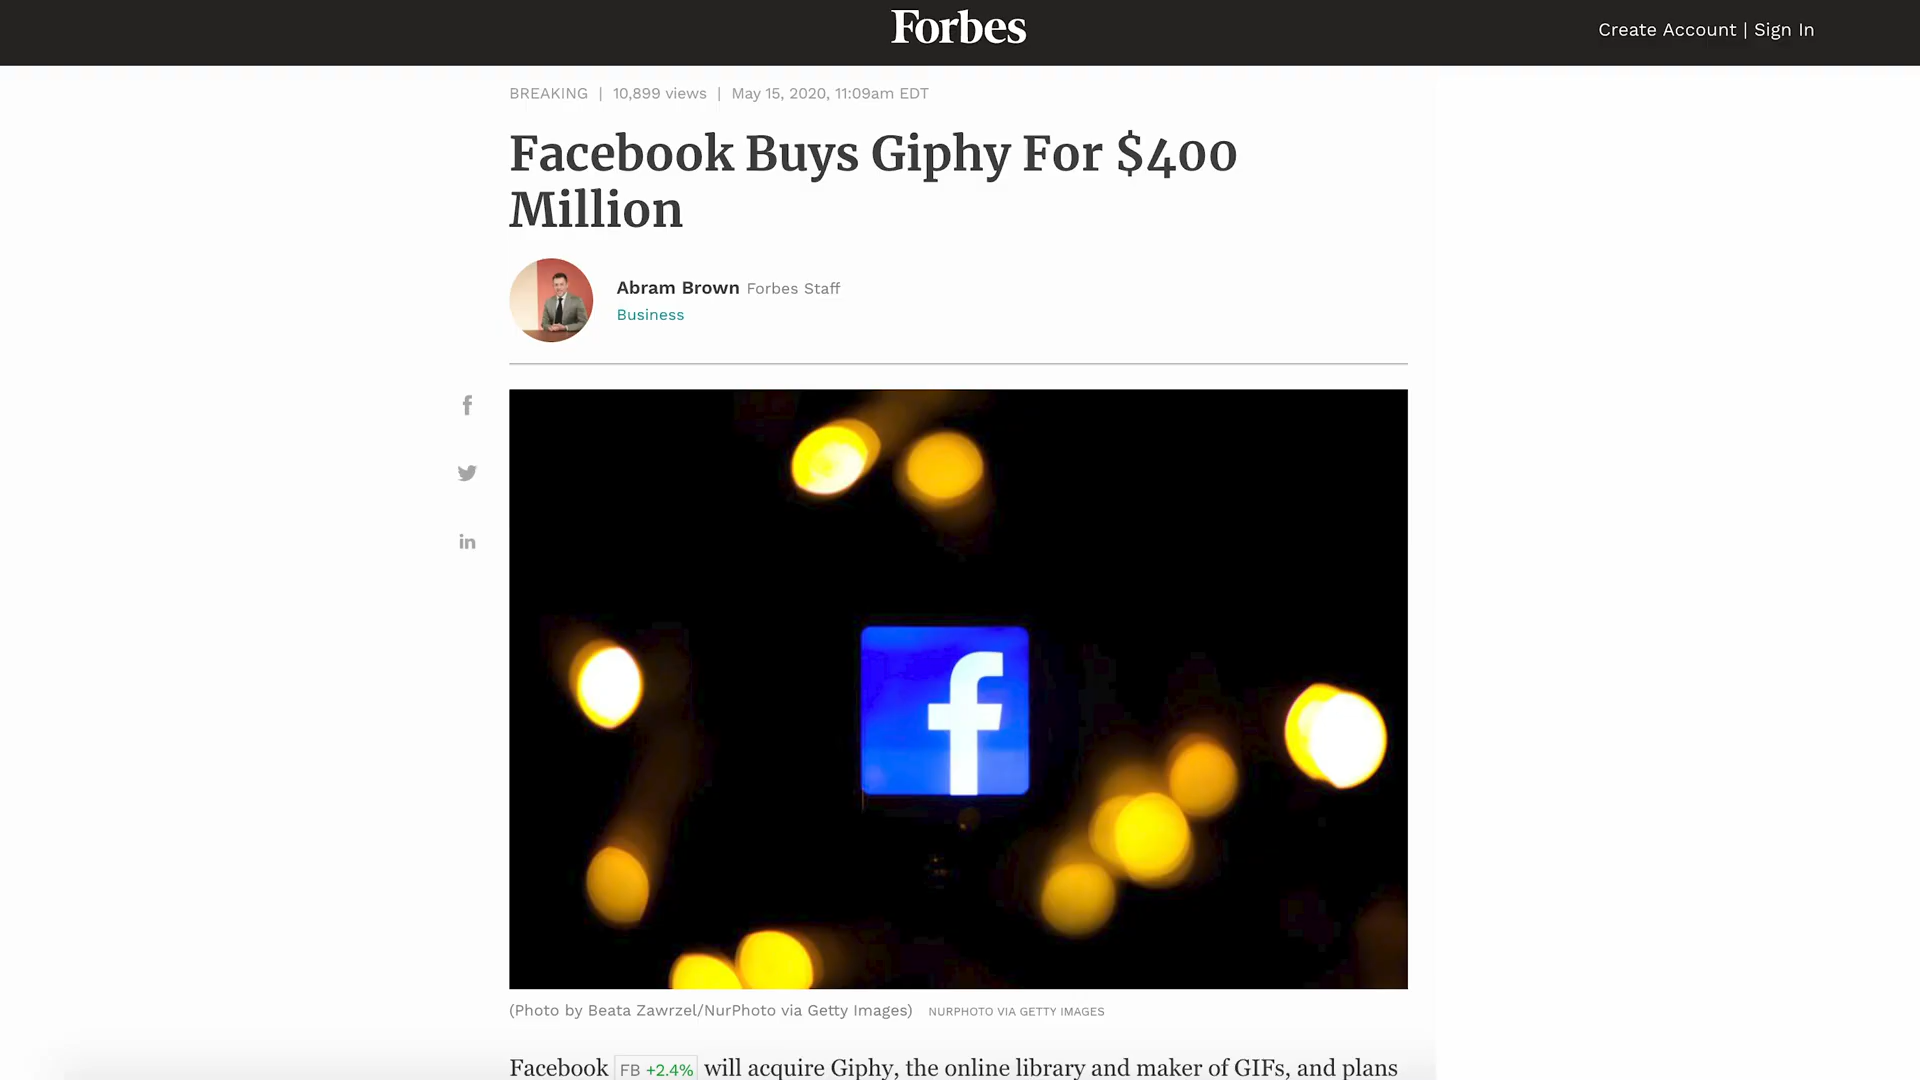 Forbes
Create Account | Sign In
BREAKING | 10,899 views | May 15, 2020, 11:09am EDT
Facebook Buys Giphy For $400
Million
Abram Brown Forbes Staff
Business
(Photo by Beata Zawrzel/NurPhoto via Getty Images) NURPHOTO VIA GETTY IMAGES
Facebook FB +2.4% will acquire Giphy, the online library and maker of GIFs, and plans